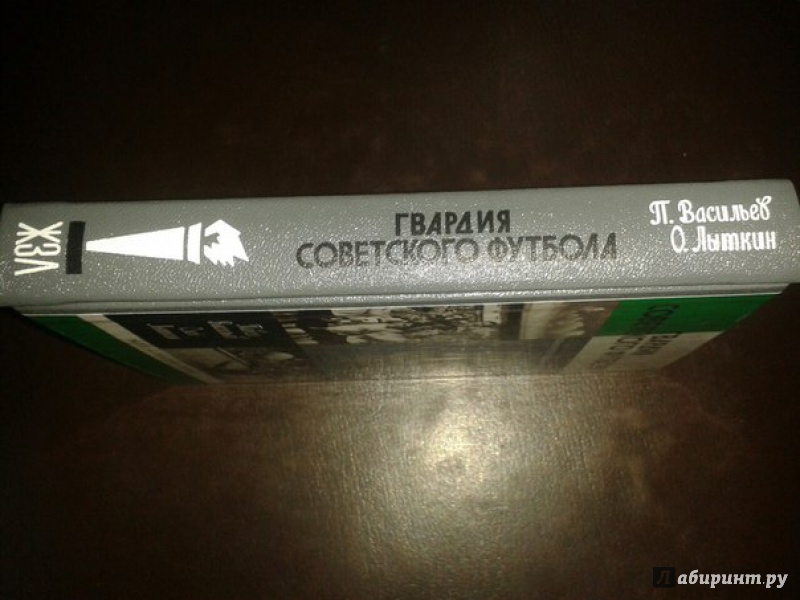 П. Васильев
О. Лыткин
ГВАРДИЯ
СОВЕТСКОГО ФУТБОЛА
ЖЗЛ
Лабиринт.ру